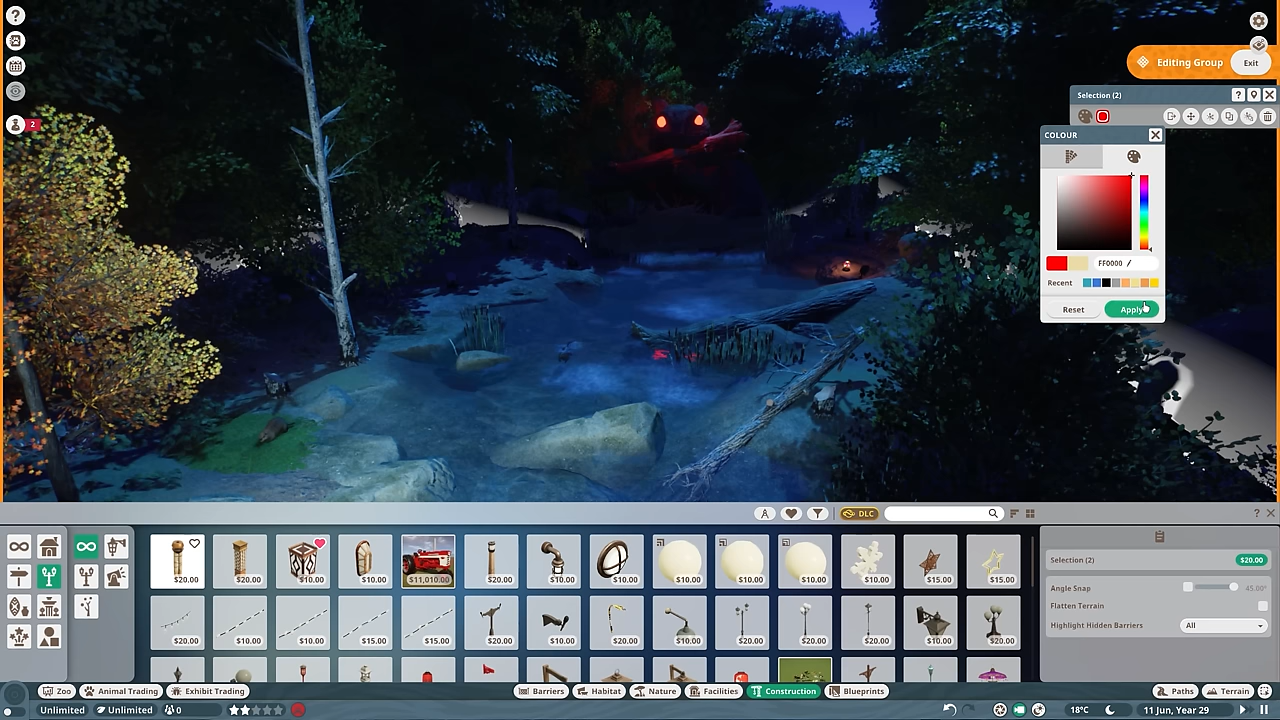 ?
Editing Group
Exit
Selection (2)
?
2
COLOUR
FF0000
Recent
Reset
Apply
DLC
?
$20.00
$20.00
$10.00
$10.00
$11,010.00
$20.00
$10.00
$10.00
$10.00
$10.00
$10.00
$10.00
$15.00
$15.00
Selection (2)
$20.00
Angle Snap
45.00°
Flatten Terrain
Highlight Hidden Barriers
All
$20.00
$10.00
$10.00
$15.00
$15.00
$20.00
$10.00
$20.00
$10.00
$20.00
$20.00
$20.00
$10.00
$20.00
Zoo
Animal Trading
Exhibit Trading
Barriers
Habitat
Nature
Facilities
Construction
Blueprints
Paths
Terrain
Unlimited
Unlimited
0
18°C
11 Jun, Year 29